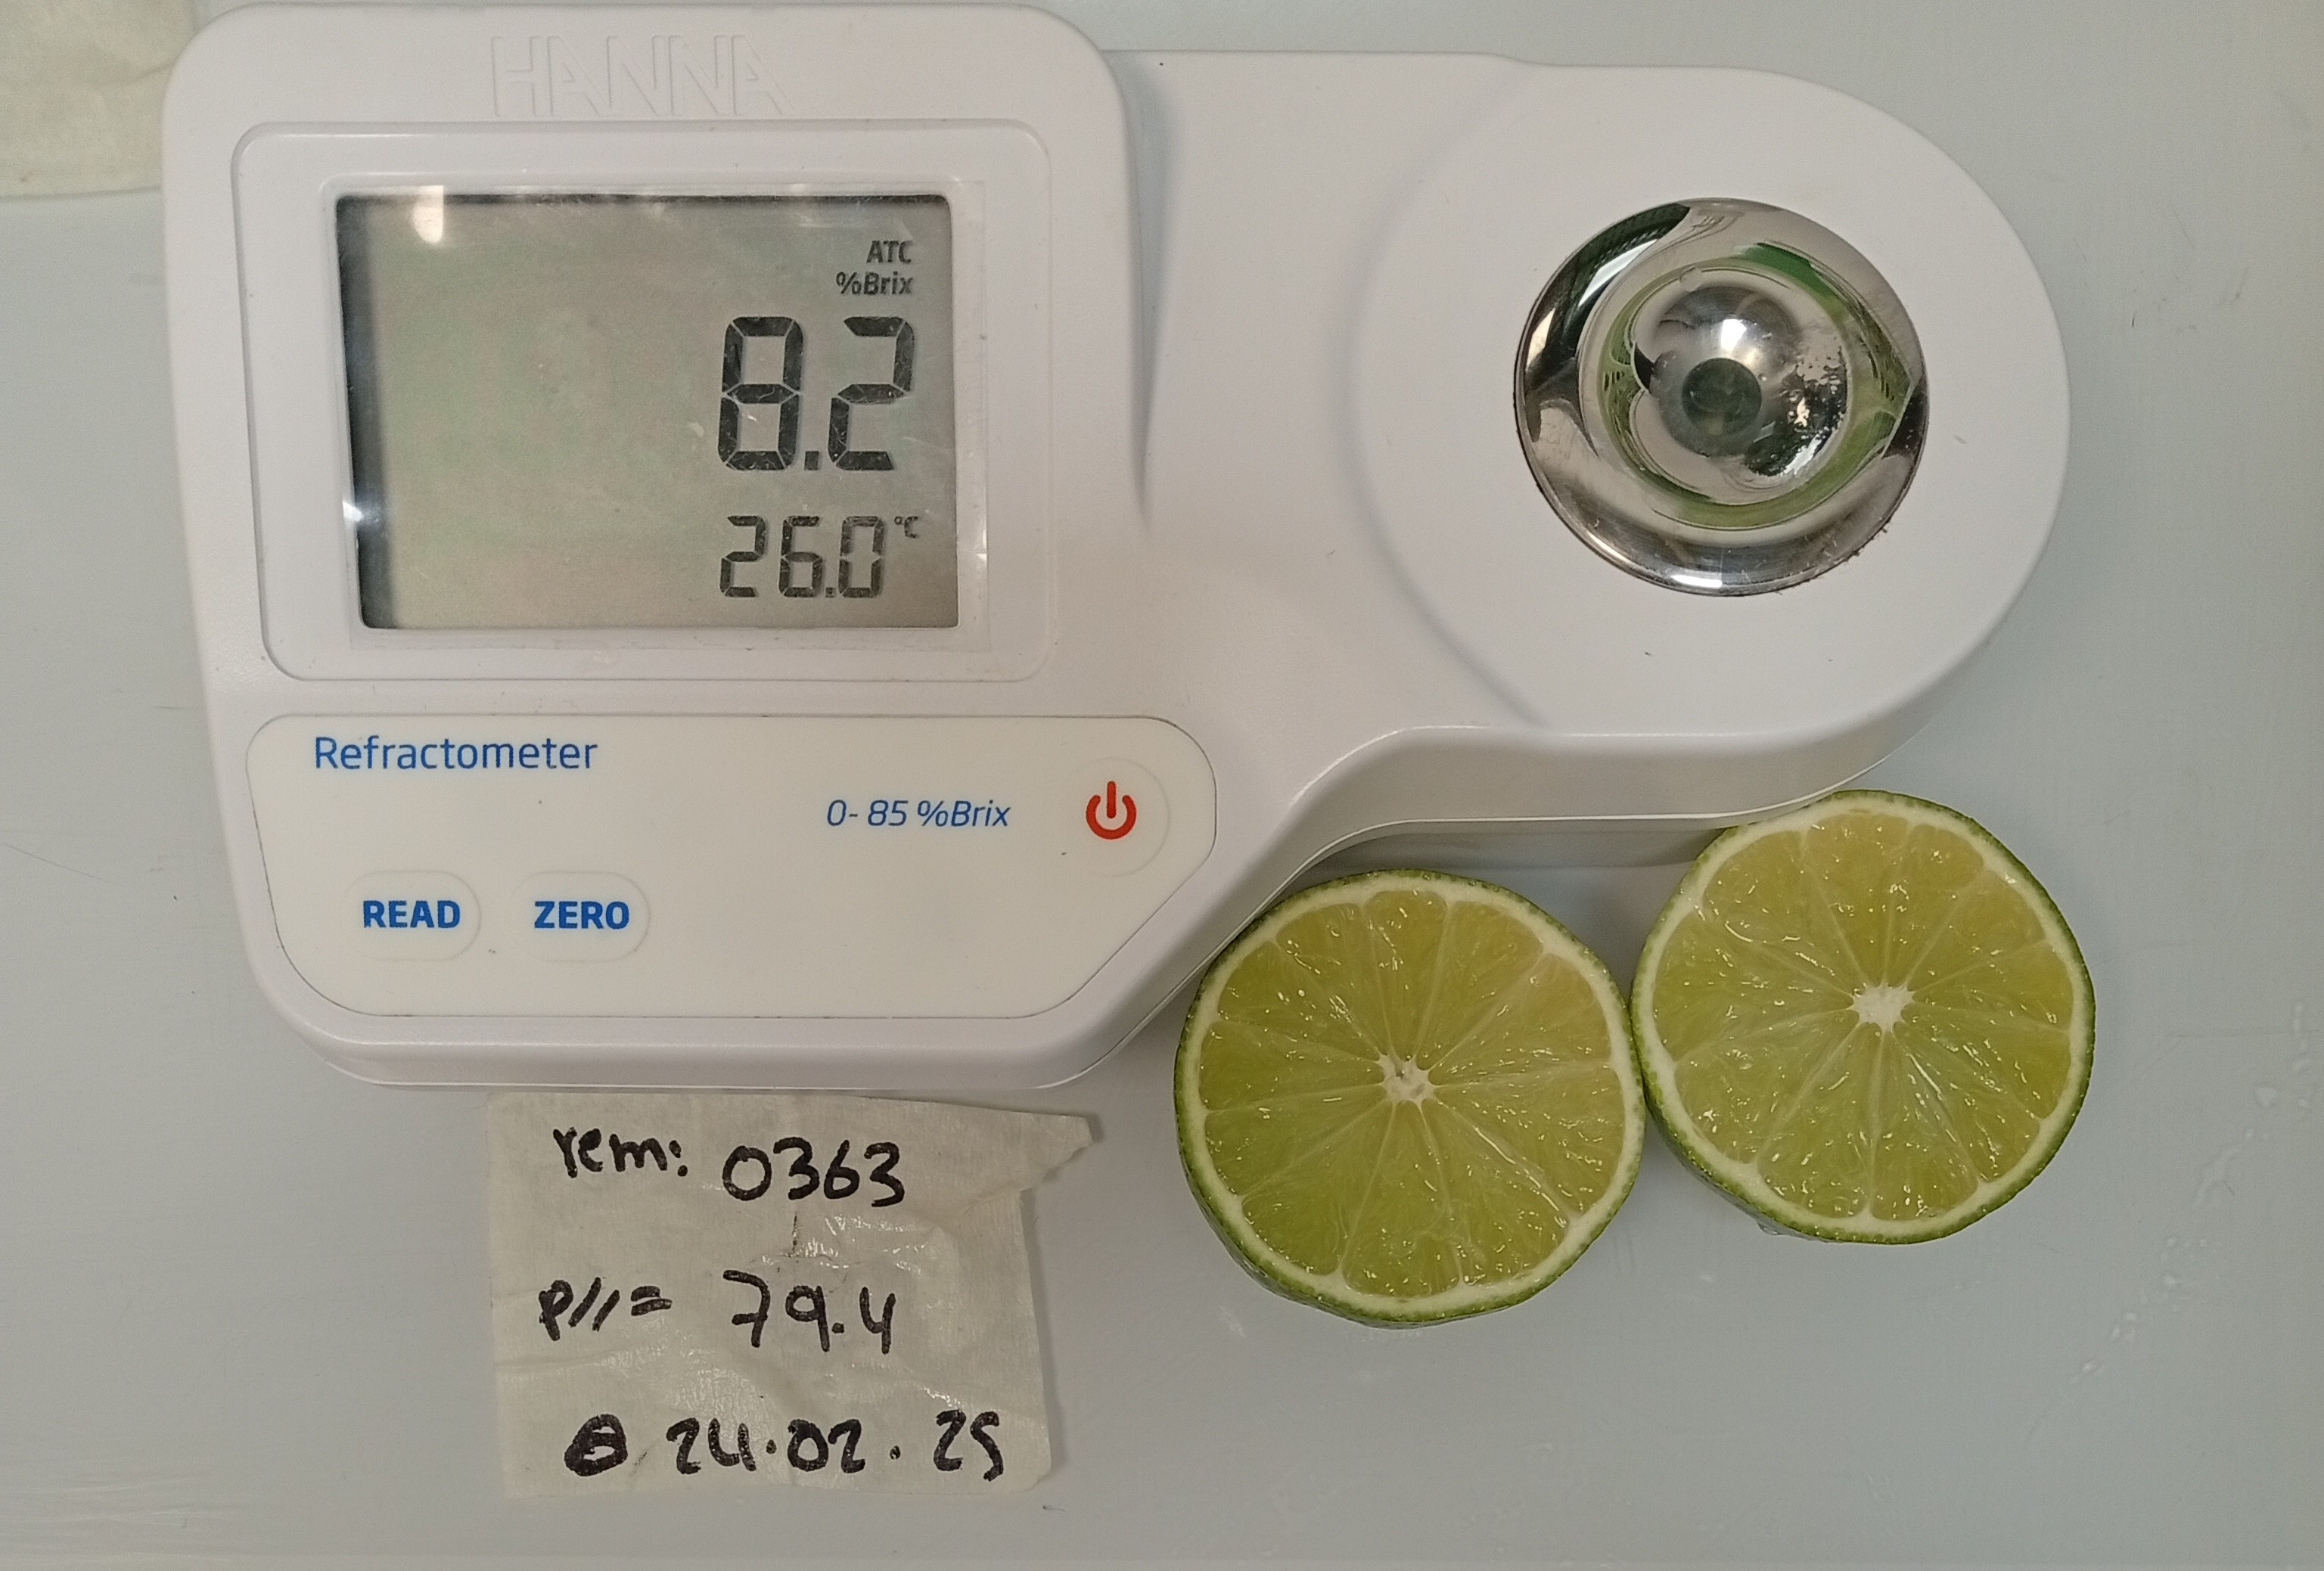 HANNA
ATC
%Brix
8.2
26.0 °C
Refractometer
0- 85 %Brix
READ ZERO
rem: 0363
p//= 79.4
24.02.25